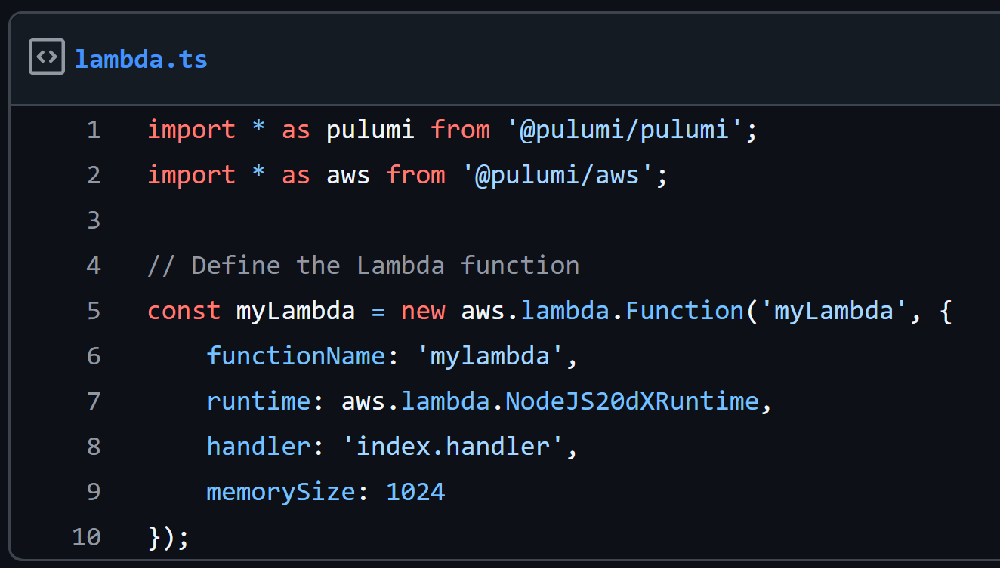 lambda.ts
1 import * as pulumi from '@pulumi/pulumi';
2 import * as aws from '@pulumi/aws';
3
4 // Define the Lambda function
5 const myLambda = new aws.lambda.Function('myLambda', {
6     functionName: 'mylambda',
7     runtime: aws.lambda.NodeJS20dXRuntime,
8     handler: 'index.handler',
9     memorySize: 1024
10 });